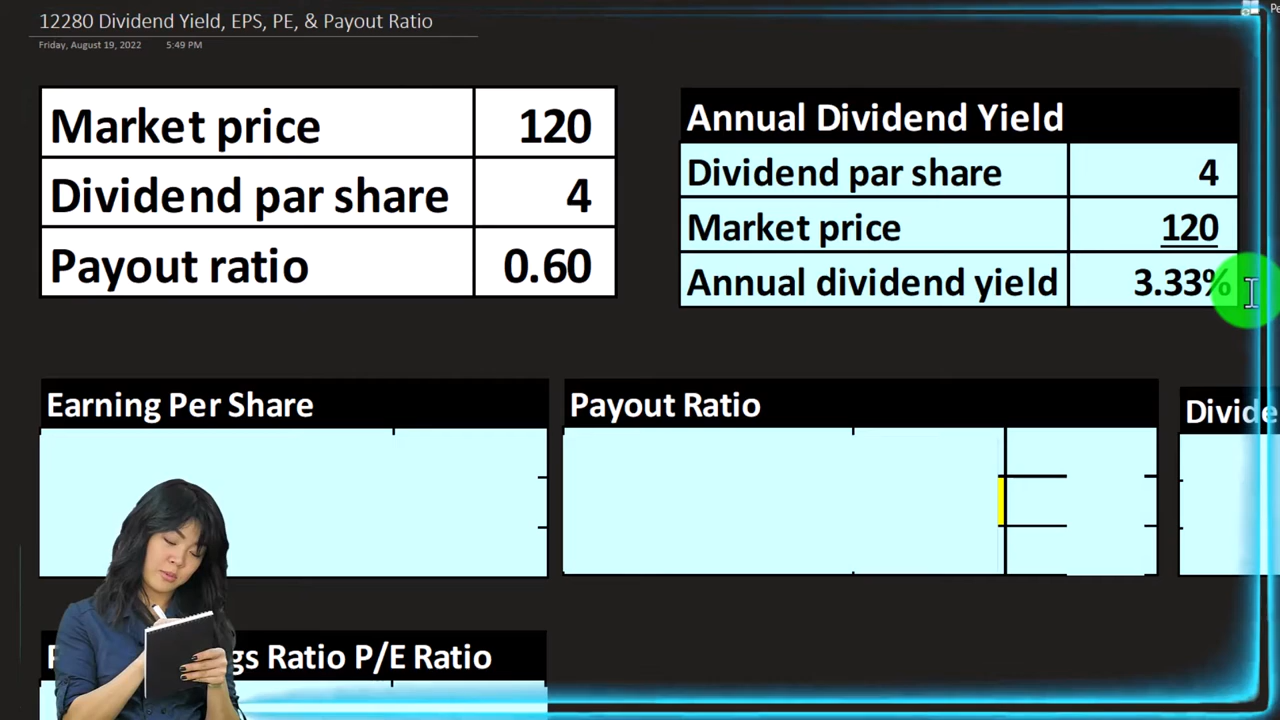 12280 Dividend Yield, EPS, PE, & Payout Ratio
Friday, August 19, 2022 5:49 PM
Market price 120
Dividend par share 4
Payout ratio 0.60
Annual Dividend Yield
Dividend par share 4
Market price 120
Annual dividend yield 3.33%
Earning Per Share
Payout Ratio
Divide
gs Ratio P/E Ratio